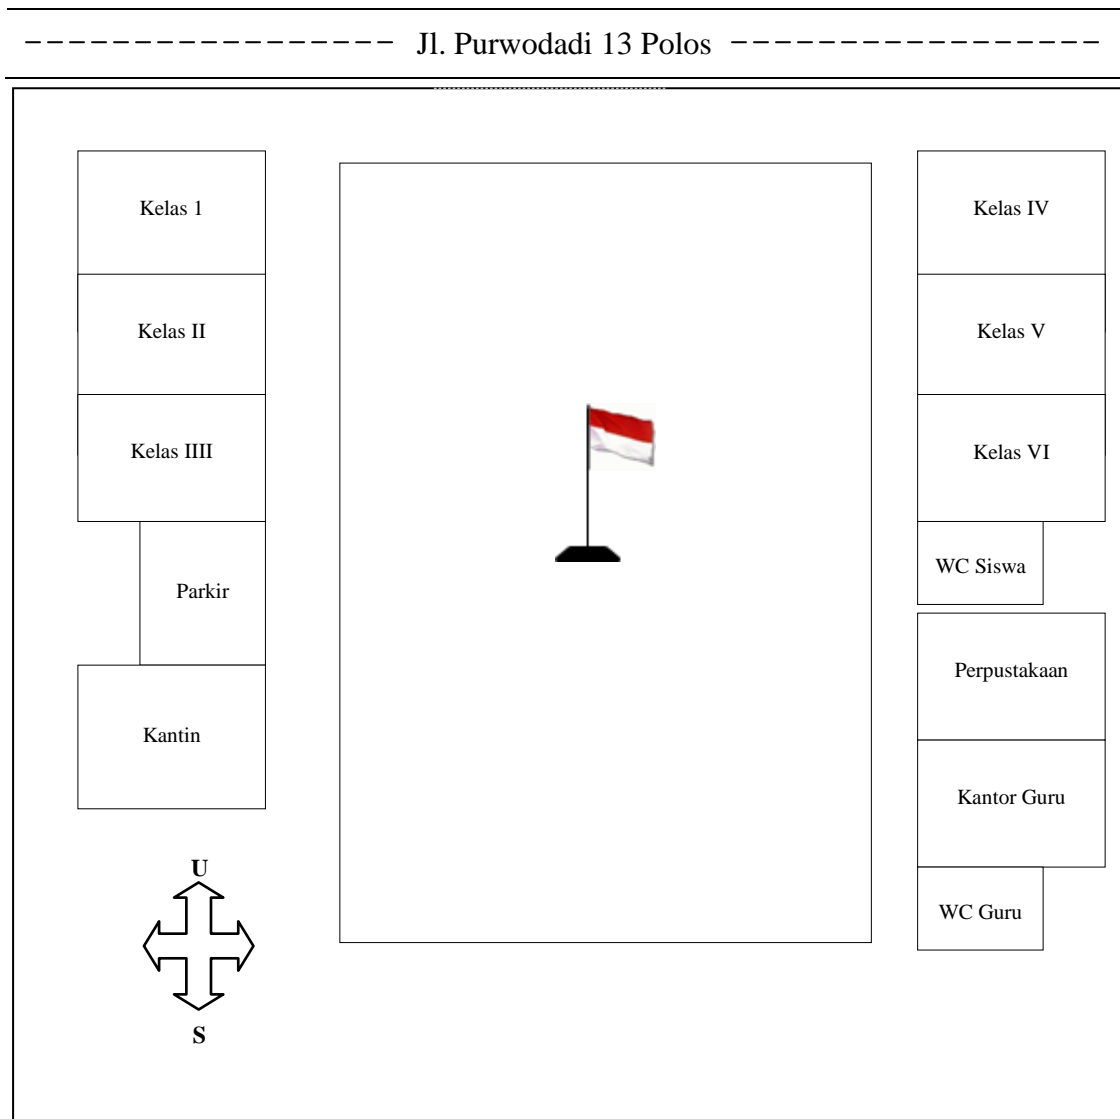 Jl. Purwodadi 13 Polos
Kelas 1
Kelas IV
Kelas II
Kelas V
Kelas IIII
Kelas VI
WC Siswa
Parkir
Perpustakaan
Kantin
Kantor Guru
U
WC Guru
S